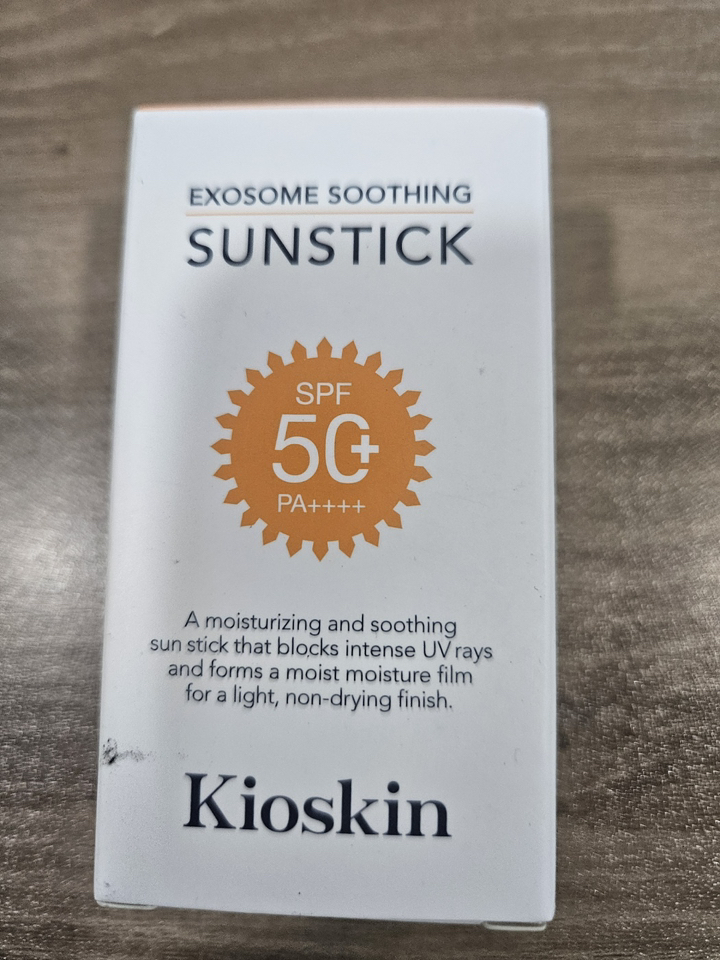 EXOSOME SOOTHING
SUNSTICK
SPF
50+
PA++++
A moisturizing and soothing
sun stick that blocks intense UV rays
and forms a moist moisture film
for a light, non-drying finish.
Kioskin